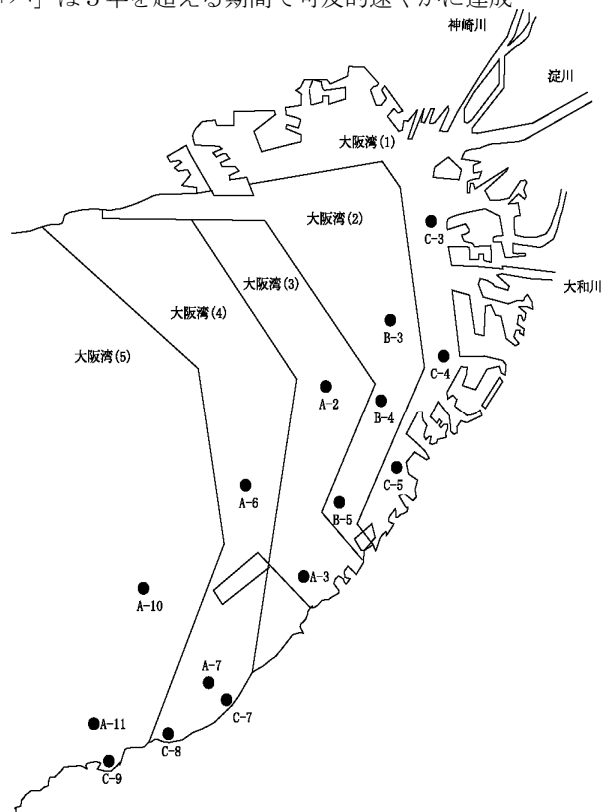 ハ」は5年を超える期間で可及的速やかに達成
神崎川
淀川
大阪湾(1)
大阪湾(2)
C-3
大阪湾(3)
大和川
大阪湾(4)
B-3
大阪湾(5)
C-4
A-2
B-4
C-5
A-6
B-5
A-3
A-10
A-7
C-7
A-11
C-8
C-9